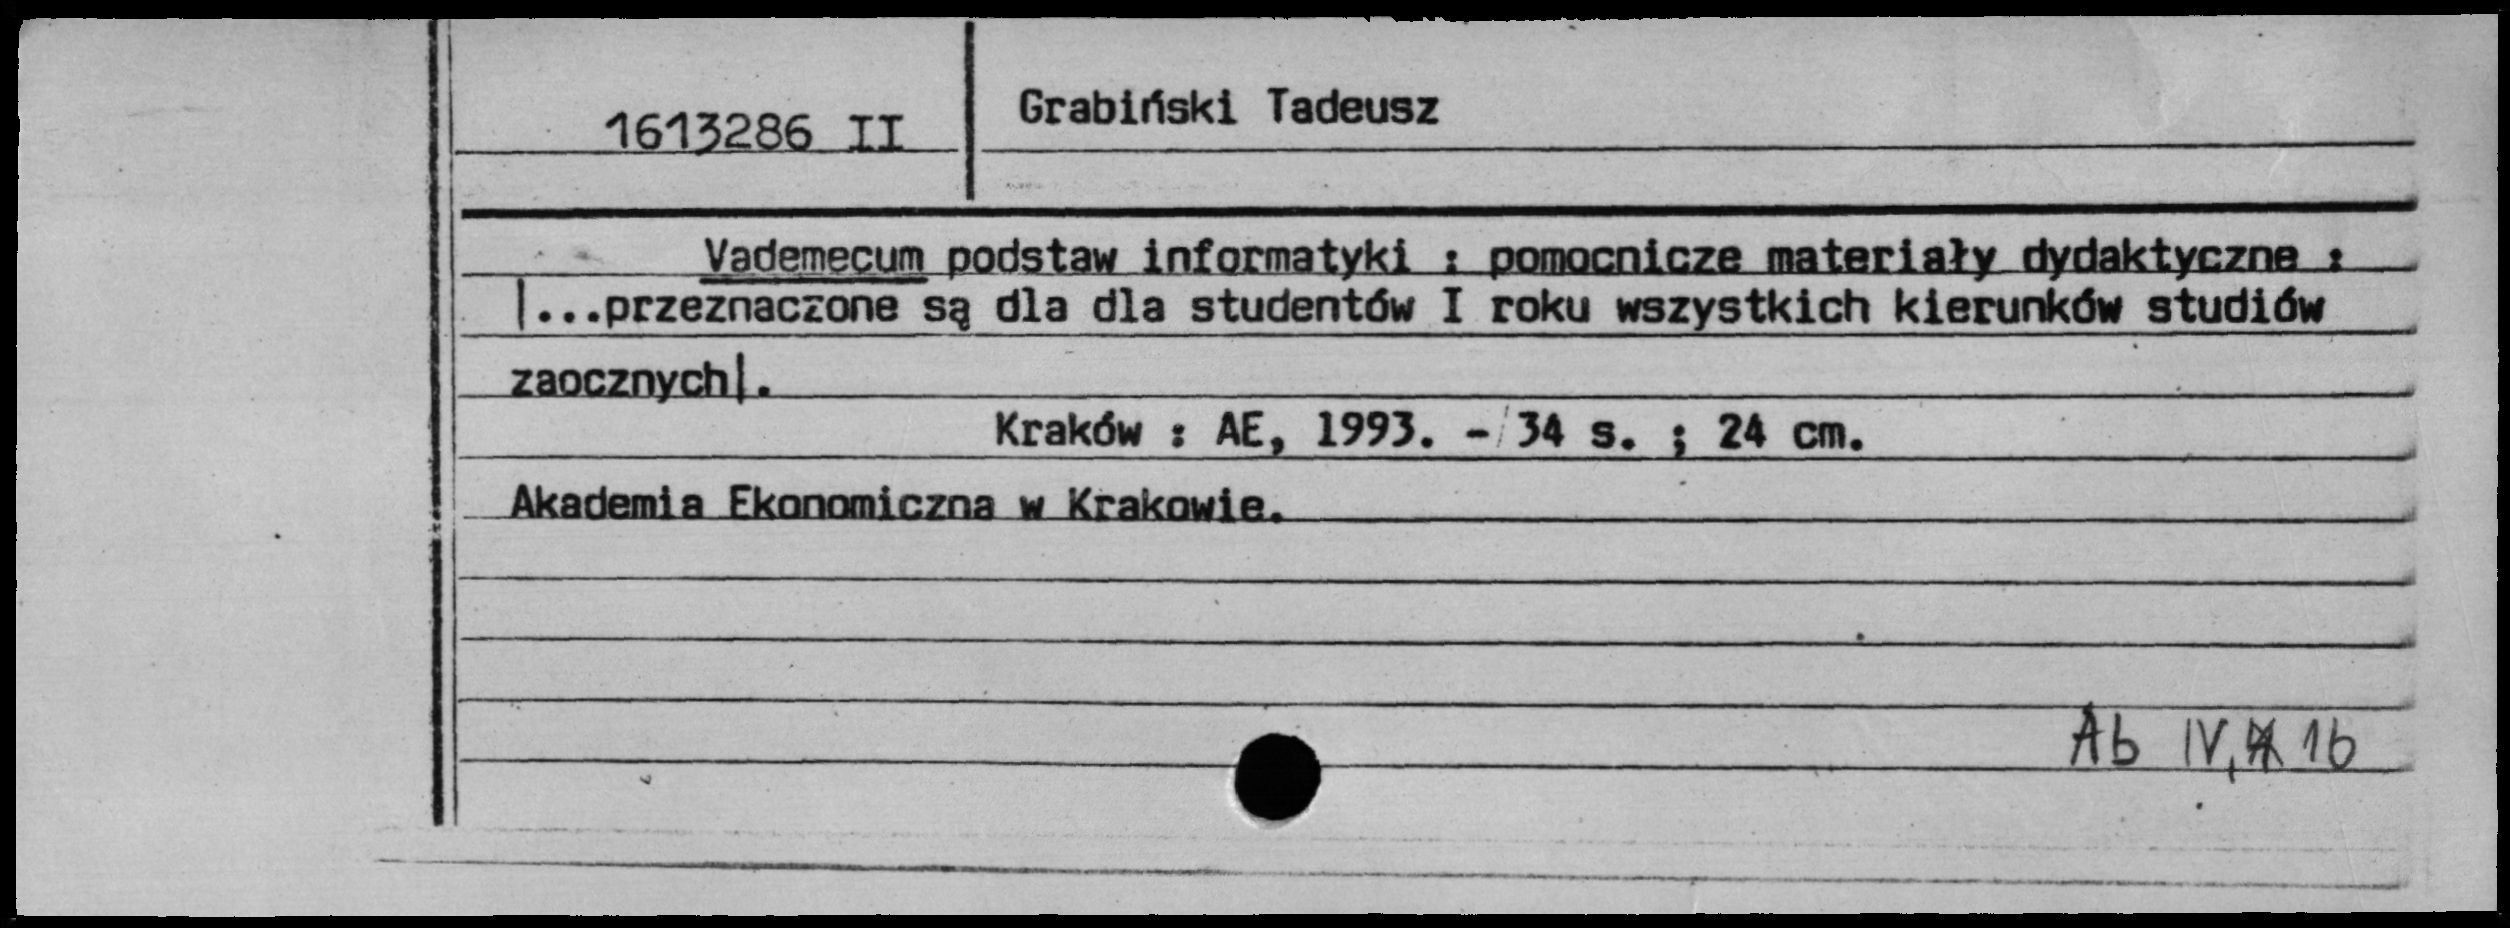 1613286 II
Grabiński Tadeusz
Vademecum podstaw informatyki : pomocnicze materiały dydaktyczne :
|...przeznaczone są dla dla studentów I roku wszystkich kierunków studiów
zaocznych|.
Kraków : AE, 1993. - 34 s. ; 24 cm.
Akademia Ekonomiczna w Krakowie.
Ab IV, 16